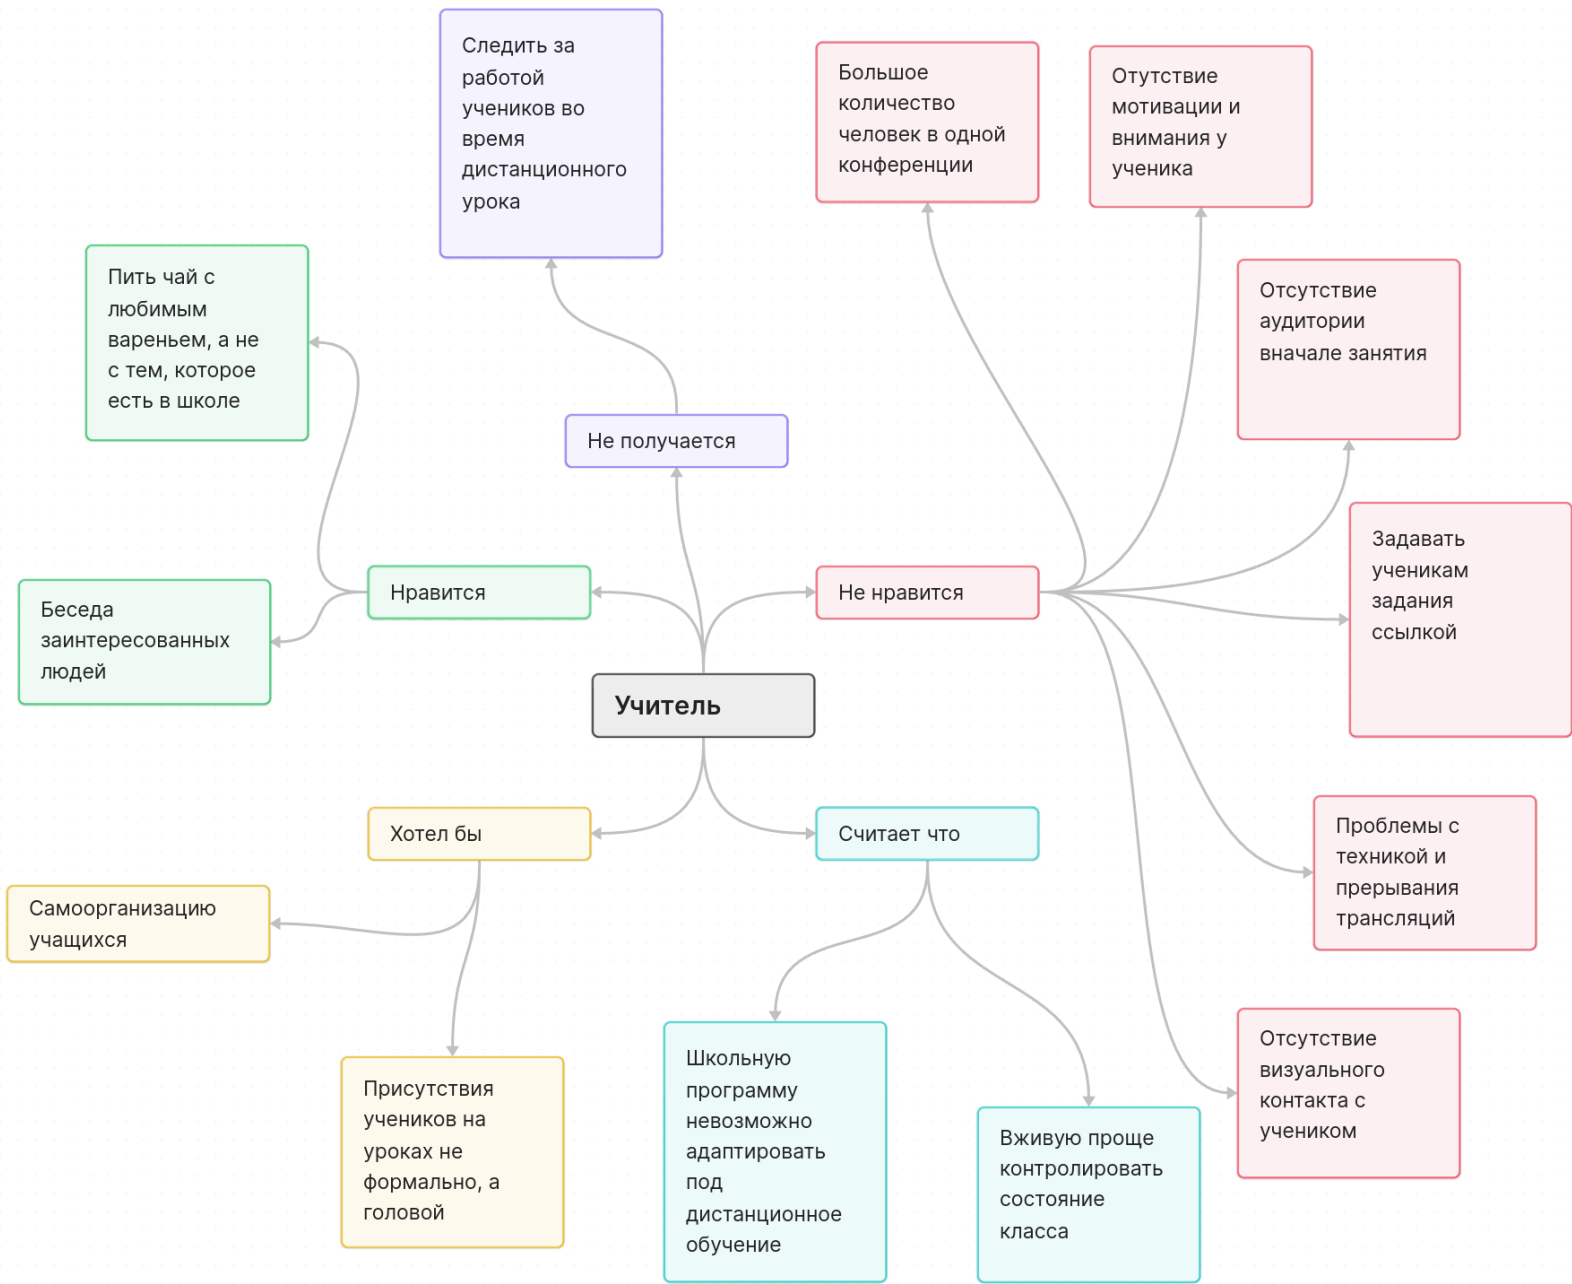 Следить за
работой
учеников во
время
дистанционного
урока
Большое
количество
человек в одной
конференции
Отутствие
мотивации и
внимания у
ученика
Пить чай с
любимым
вареньем, а не
с тем, которое
есть в школе
Отсутствие
аудитории
вначале занятия
Не получается
Задавать
ученикам
задания
ссылкой
Беседа
заинтересованных
людей
Нравится
Не нравится
Учитель
Хотел бы
Считает что
Проблемы с
техникой и
прерывания
трансляций
Самоорганизацию
учащихся
Присутствия
учеников на
уроках не
формально, а
головой
Школьную
программу
невозможно
адаптировать
под
дистанционное
обучение
Вживую проще
контролировать
состояние
класса
Отсутствие
визуального
контакта с
учеником